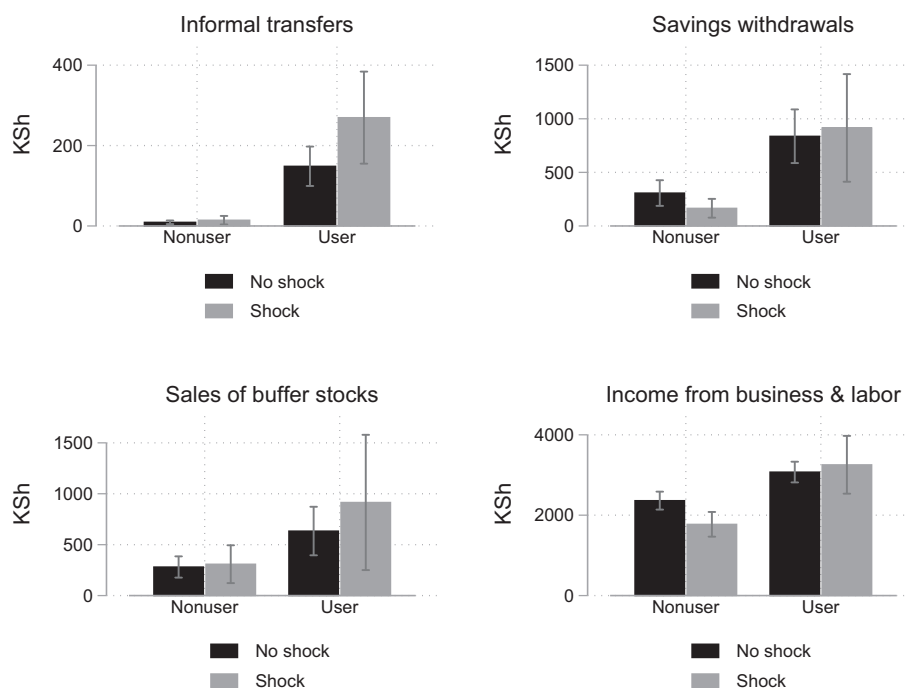 Informal transfers
400
200
0
KSh
Nonuser
User
No shock
Shock
Savings withdrawals
1500
1000
500
0
KSh
Nonuser
User
No shock
Shock
Sales of buffer stocks
1500
1000
500
0
KSh
Nonuser
User
No shock
Shock
Income from business & labor
4000
2000
0
KSh
Nonuser
User
No shock
Shock